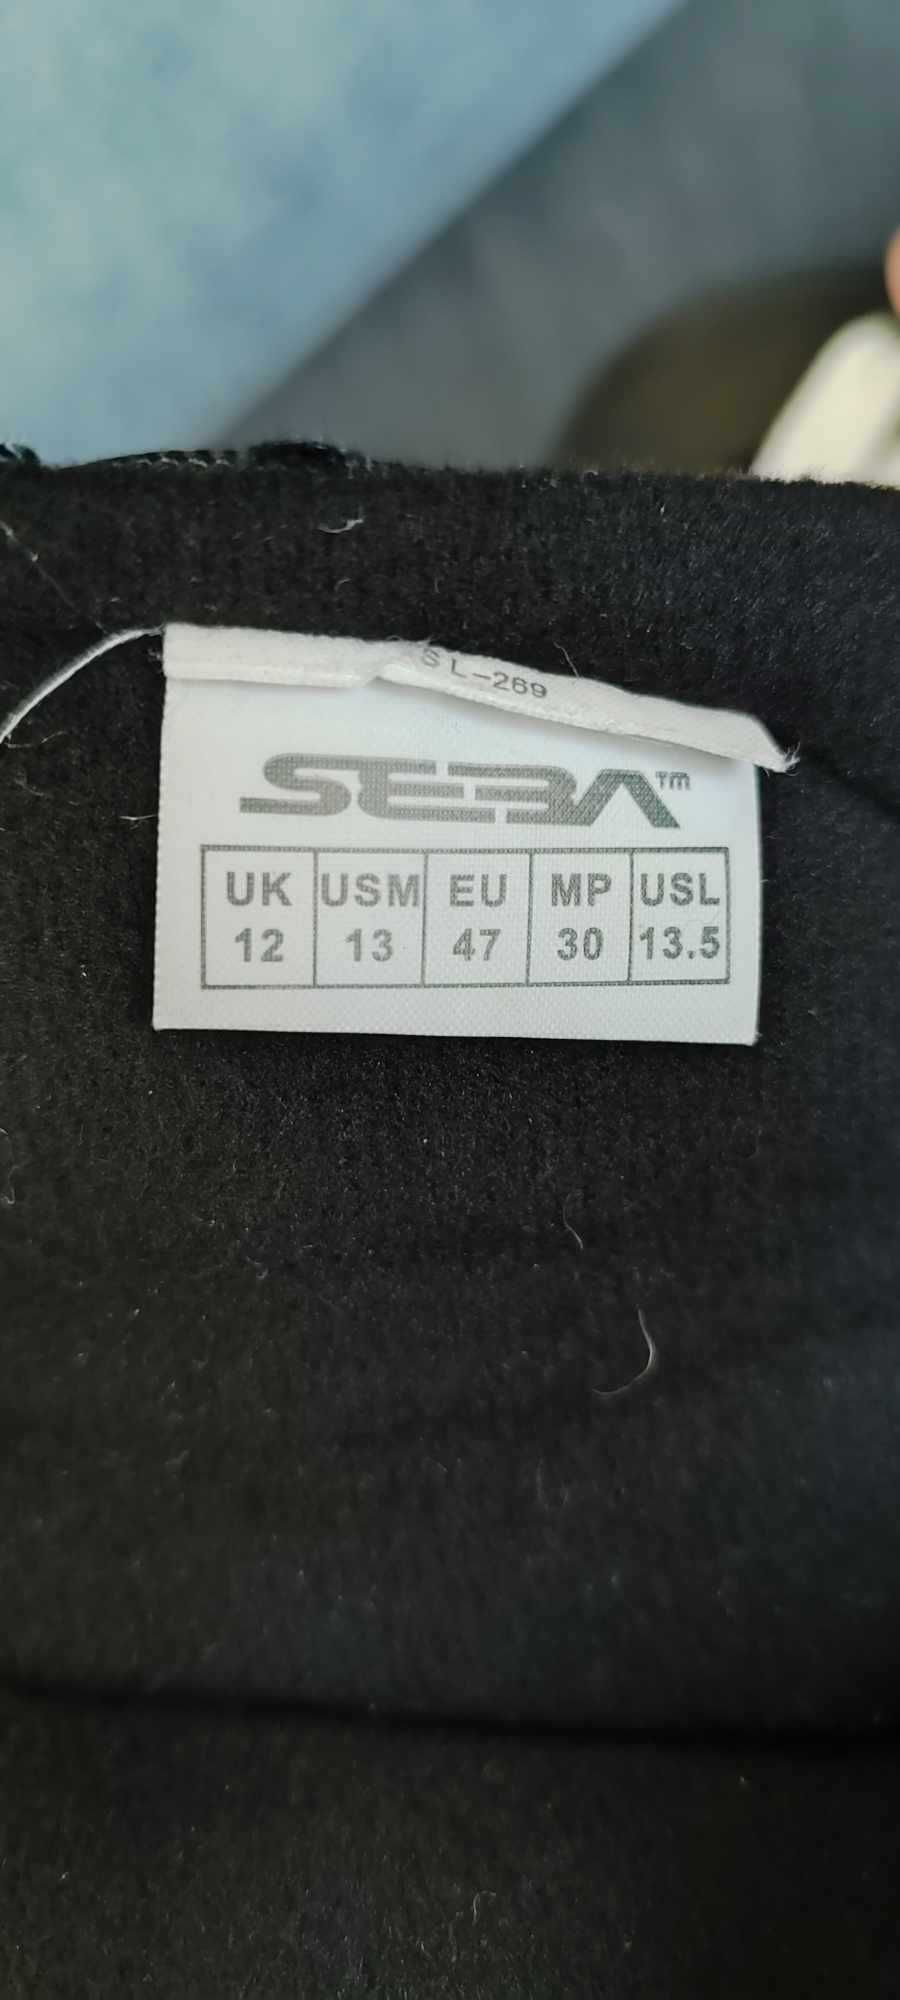 SL-269
SEBA™
UK USM EU MP USL
12 13 47 30 13.5